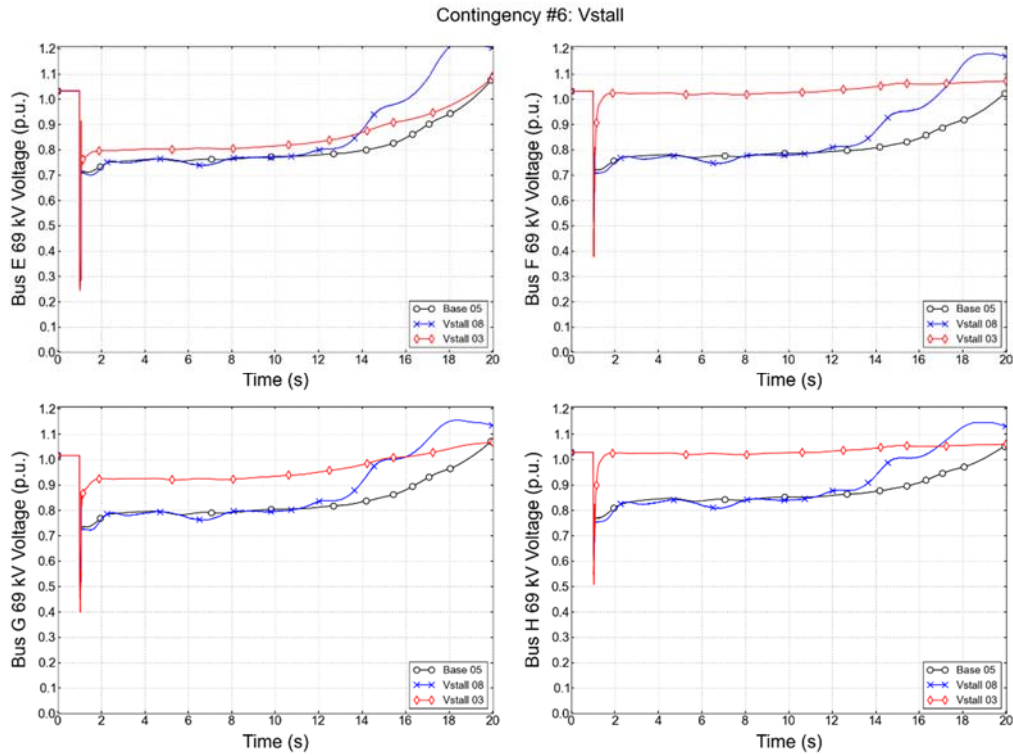 Contingency #6: Vstall
Bus E 69 kV Voltage (p.u.)
1.2
1.1
1.0
0.9
0.8
0.7
0.6
0.5
0.4
0.3
0.2
0.1
0.0
Base 05
Vstall 08
Vstall 03
0 2 4 6 8 10 12 14 16 18 20
Time (s)
Bus F 69 kV Voltage (p.u.)
1.2
1.1
1.0
0.9
0.8
0.7
0.6
0.5
0.4
0.3
0.2
0.1
0.0
Base 05
Vstall 08
Vstall 03
0 2 4 6 8 10 12 14 16 18 20
Time (s)
Bus G 69 kV Voltage (p.u.)
1.2
1.1
1.0
0.9
0.8
0.7
0.6
0.5
0.4
0.3
0.2
0.1
0.0
Base 05
Vstall 08
Vstall 03
0 2 4 6 8 10 12 14 16 18 20
Time (s)
Bus H 69 kV Voltage (p.u.)
1.2
1.1
1.0
0.9
0.8
0.7
0.6
0.5
0.4
0.3
0.2
0.1
0.0
Base 05
Vstall 08
Vstall 03
0 2 4 6 8 10 12 14 16 18 20
Time (s)